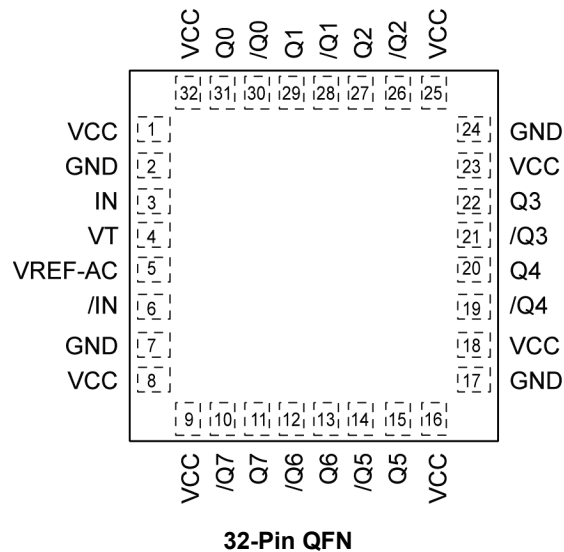 VCC Q0 /Q0 Q1 /Q1 Q2 /Q2 VCC
32 31 30 29 28 27 26 25
VCC 1 24 GND
GND 2 23 VCC
IN 3 22 Q3
VT 4 21 /Q3
VREF-AC 5 20 Q4
/IN 6 19 /Q4
GND 7 18 VCC
VCC 8 17 GND
9 10 11 12 13 14 15 16
VCC /Q7 Q7 /Q6 Q6 /Q5 Q5 VCC
32-Pin QFN